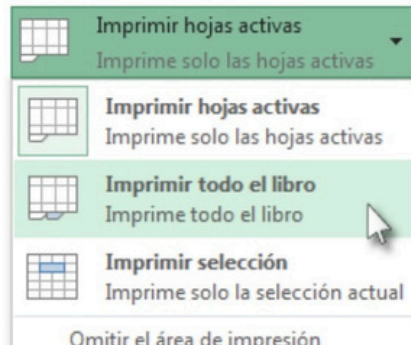 Imprimir hojas activas
Imprime solo las hojas activas
Imprimir hojas activas
Imprime solo las hojas activas
Imprimir todo el libro
Imprime todo el libro
Imprimir selección
Imprime solo la selección actual
Omitir el área de impresión